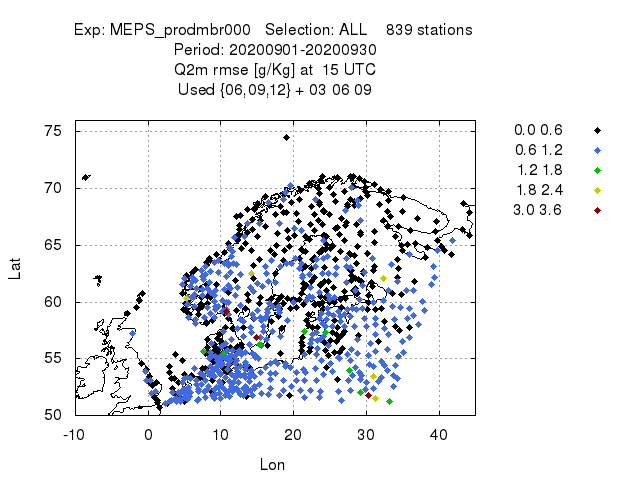 Exp: MEPS_prodmbr000   Selection: ALL    839 stations
Period: 20200901-20200930
Q2m rmse [g/Kg] at  15 UTC
Used {06,09,12} + 03 06 09
0.0 0.6
0.6 1.2
1.2 1.8
1.8 2.4
3.0 3.6
75
70
65
60
55
50
Lat
-10 0 10 20 30 40
Lon